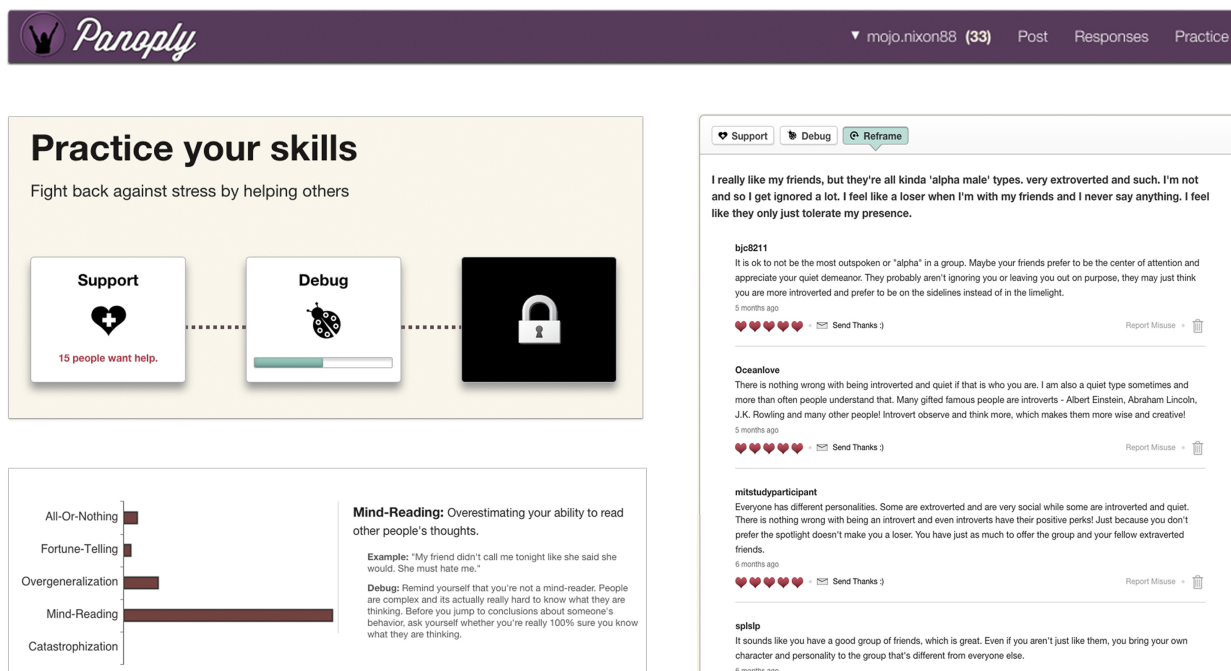 Panoply
▼ mojo.nixon88 (33) Post Responses Practice
Practice your skills
Fight back against stress by helping others
Support
15 people want help.
Debug
All-Or-Nothing
Fortune-Telling
Overgeneralization
Mind-Reading
Catastrophization
Mind-Reading: Overestimating your ability to read
other people's thoughts.
Example: "My friend didn't call me tonight like she said she
would. She must hate me."
Debug: Remind yourself that you're not a mind-reader. People
are complex and its actually really hard to know what they are
thinking. Before you jump to conclusions about someone's
behavior, ask yourself whether you're really 100% sure you know
what they are thinking.
Support Debug Reframe
I really like my friends, but they're all kinda 'alpha male' types. very extroverted and such. I'm not
and so I get ignored a lot. I feel like a loser when I'm with my friends and I never say anything. I feel
like they only just tolerate my presence.
bjc8211
It is ok to not be the most outspoken or "alpha" in a group. Maybe your friends prefer to be the center of attention and
appreciate your quiet demeanor. They probably aren't ignoring you or leaving you out on purpose, they may just think
you are more introverted and prefer to be on the sidelines instead of in the limelight.
5 months ago
Send Thanks :) Report Misuse
Oceanlove
There is nothing wrong with being introverted and quiet if that is who you are. I am also a quiet type sometimes and
more than often people understand that. Many gifted famous people are introverts - Albert Einstein, Abraham Lincoln,
J.K. Rowling and many other people! Introvert observe and think more, which makes them more wise and creative!
5 months ago
Send Thanks :) Report Misuse
mitstudyparticipant
Everyone has different personalities. Some are extroverted and are very social while some are introverted and quiet.
There is nothing wrong with being an introvert and even introverts have their positive perks! Just because you don't
prefer the spotlight doesn't make you a loser. You have just as much to offer the group and your fellow extraverted
friends.
6 months ago
Send Thanks :) Report Misuse
splslp
It sounds like you have a good group of friends, which is great. Even if you aren't just like them, you bring your own
character and personality to the group that's different from everyone else.
5 months ago